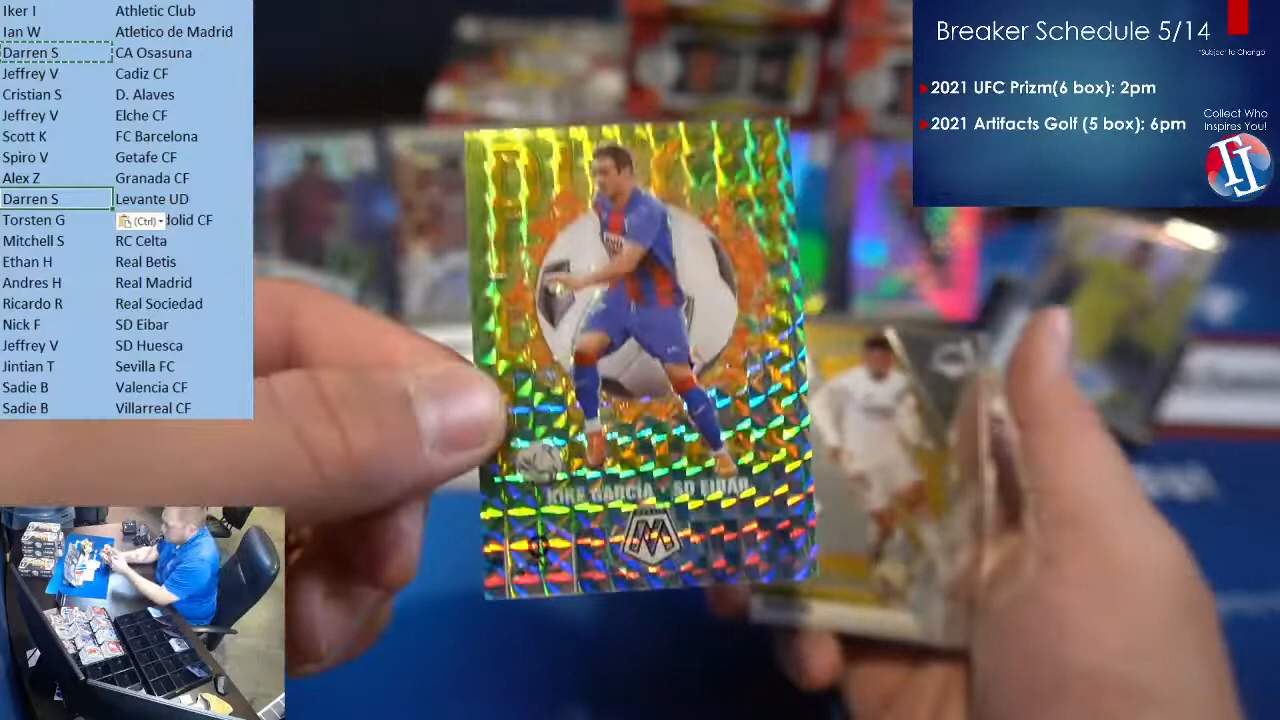 Iker I Athletic Club
Ian W Atletico de Madrid
Darren S CA Osasuna
Jeffrey V Cadiz CF
Cristian S D. Alaves
Jeffrey V Elche CF
Scott K FC Barcelona
Spiro V Getafe CF
Alex Z Granada CF
Darren S Levante UD
Torsten G (Ctrl) dolid CF
Mitchell S RC Celta
Ethan H Real Betis
Andres H Real Madrid
Ricardo R Real Sociedad
Nick F SD Eibar
Jeffrey V SD Huesca
Jintian T Sevilla FC
Sadie B Valencia CF
Sadie B Villarreal CF
Breaker Schedule 5/14
*Subject to Change
2021 UFC Prizm(6 box): 2pm
2021 Artifacts Golf (5 box): 6pm
Collect Who
Inspires You!
KIKE GARCIA • SD EIBAR